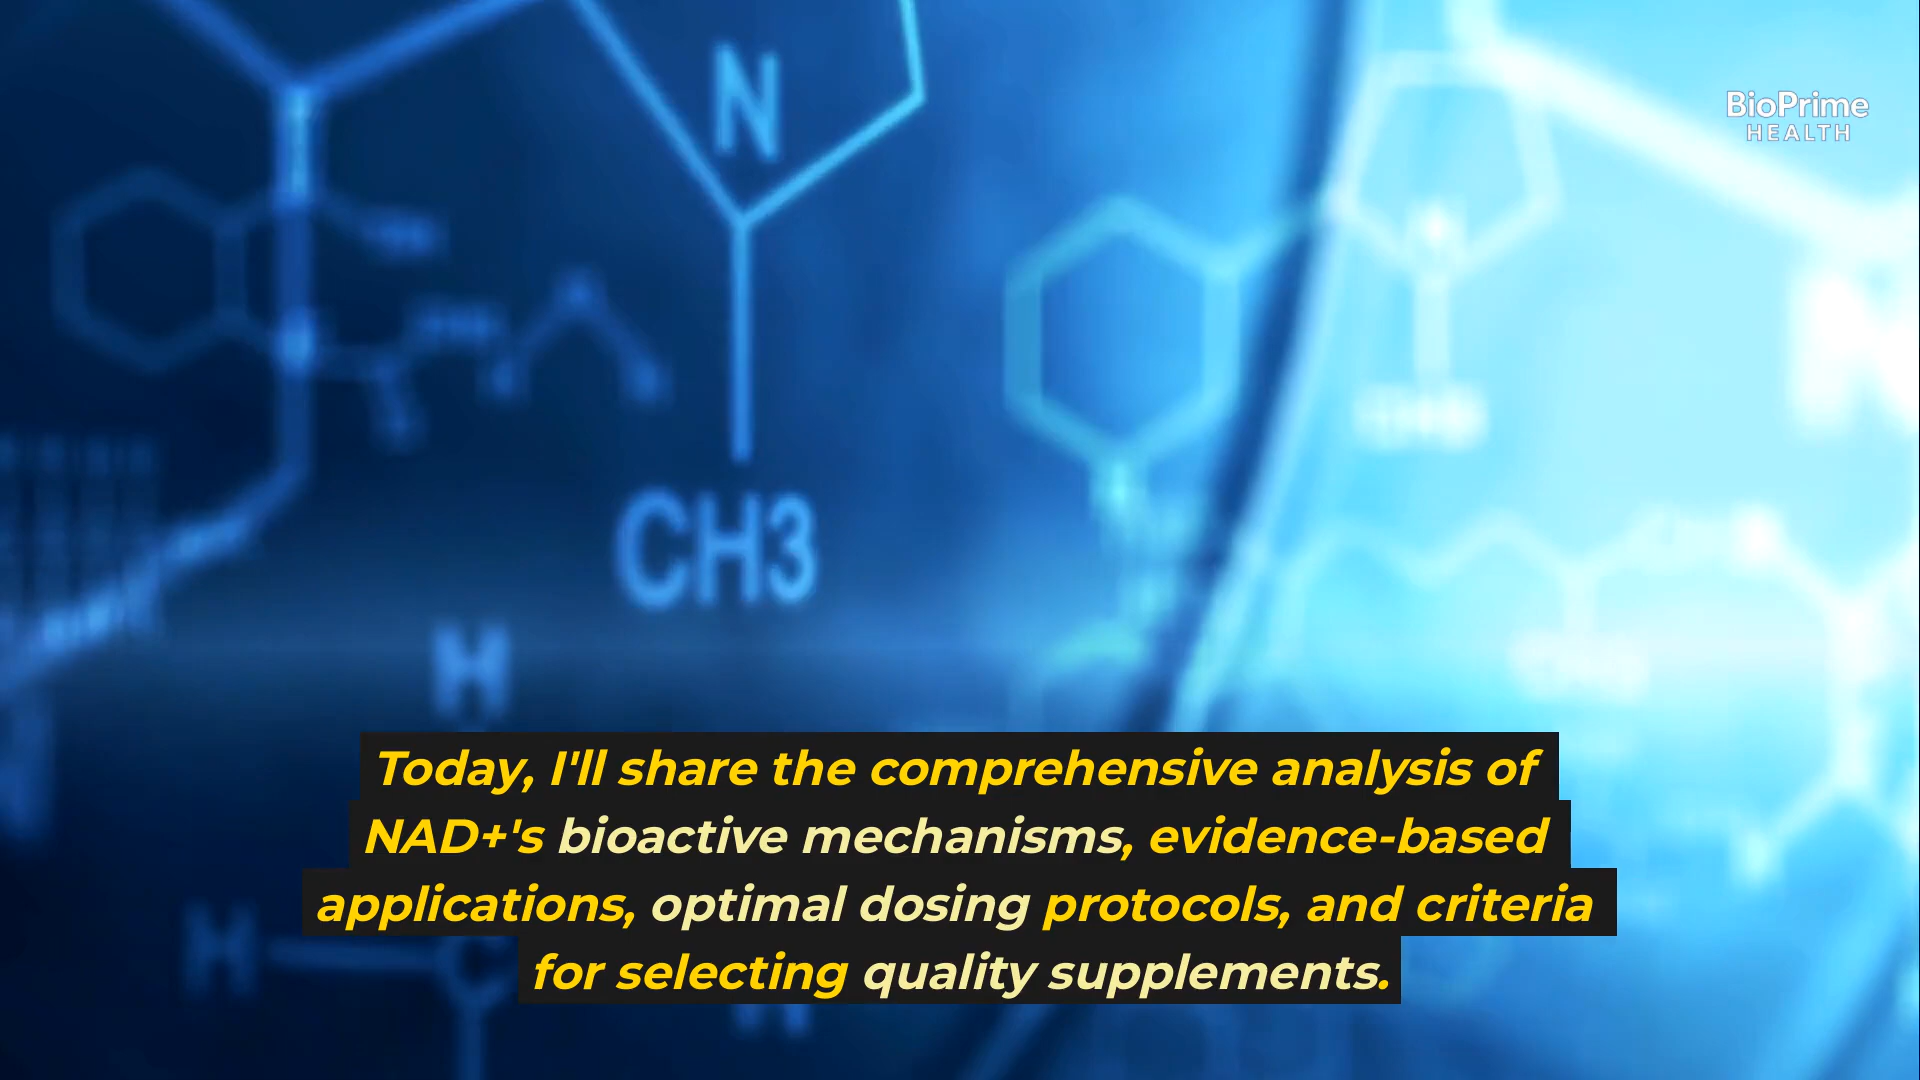 N
BioPrime
HEALTH
CH3
H
Today, I'll share the comprehensive analysis of
NAD+'s bioactive mechanisms, evidence-based
applications, optimal dosing protocols, and criteria
for selecting quality supplements.
H
C